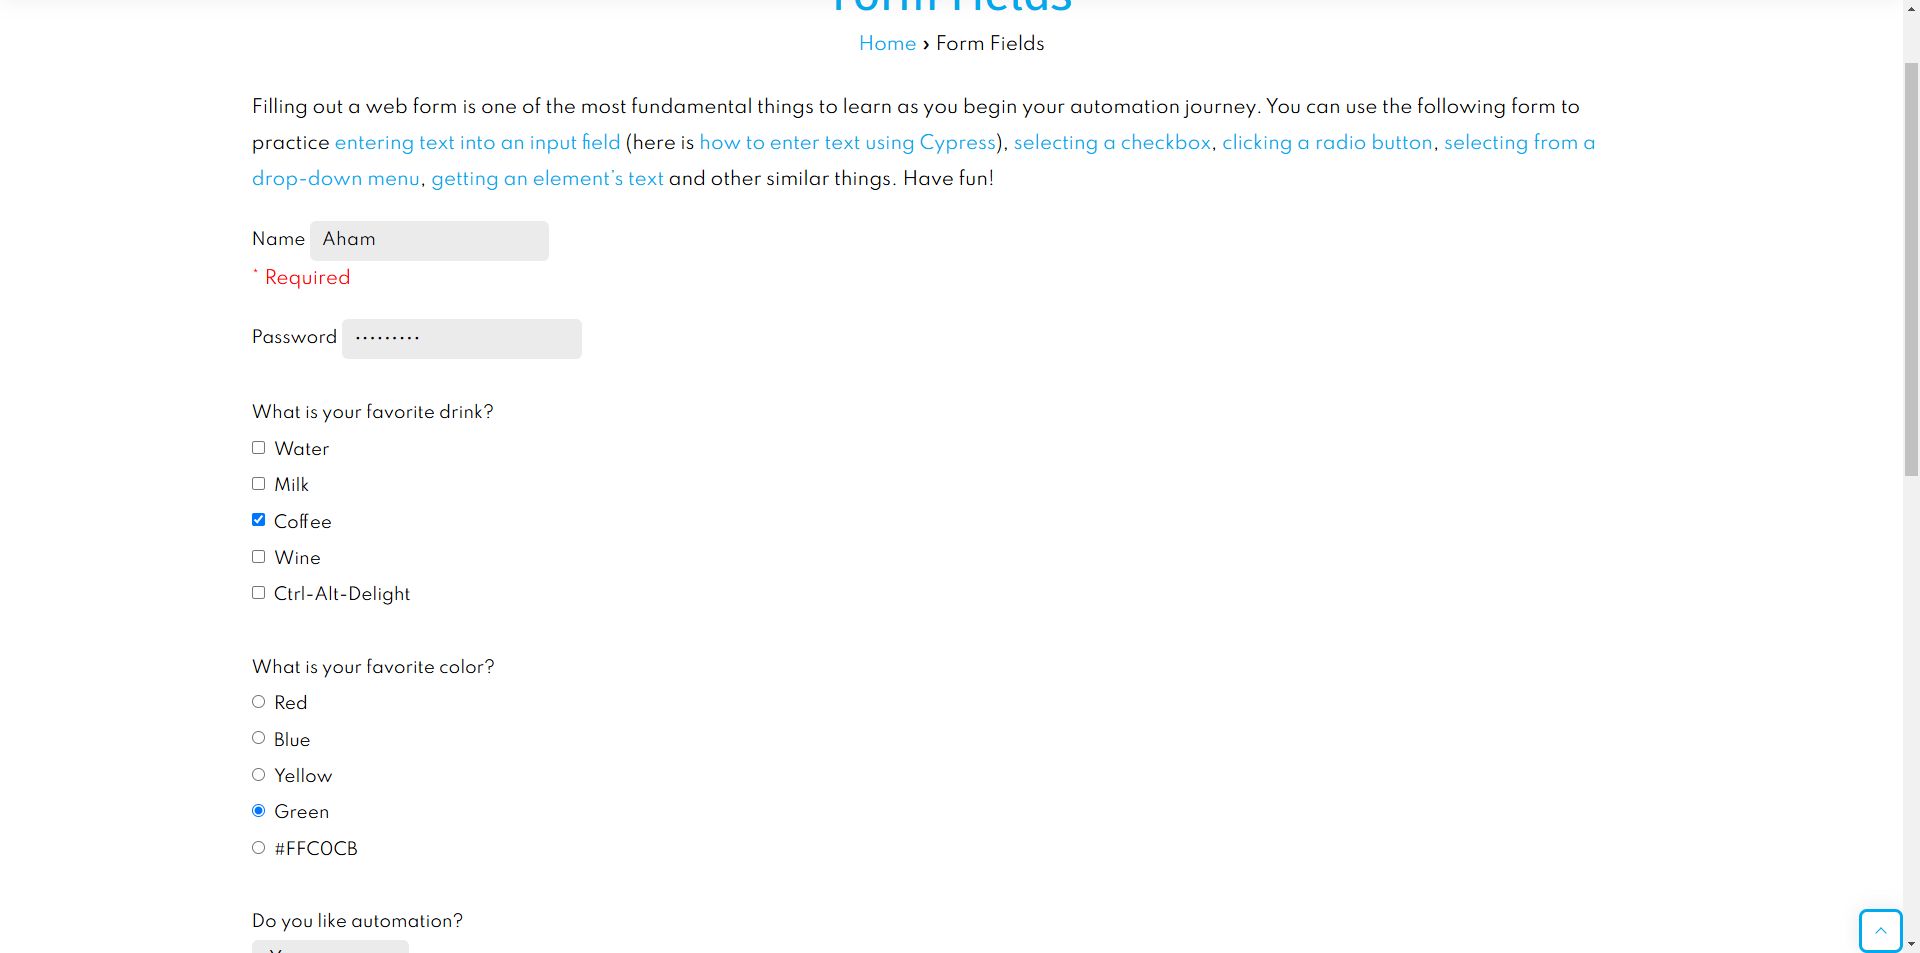 Form Fields
Home › Form Fields
Filling out a web form is one of the most fundamental things to learn as you begin your automation journey. You can use the following form to
practice entering text into an input field (here is how to enter text using Cypress), selecting a checkbox, clicking a radio button, selecting from a
drop-down menu, getting an element's text and other similar things. Have fun!
Name Aham
* Required
Password •••••••••
What is your favorite drink?
Water
Milk
Coffee
Wine
Ctrl-Alt-Delight
What is your favorite color?
Red
Blue
Yellow
Green
#FFC0CB
Do you like automation?